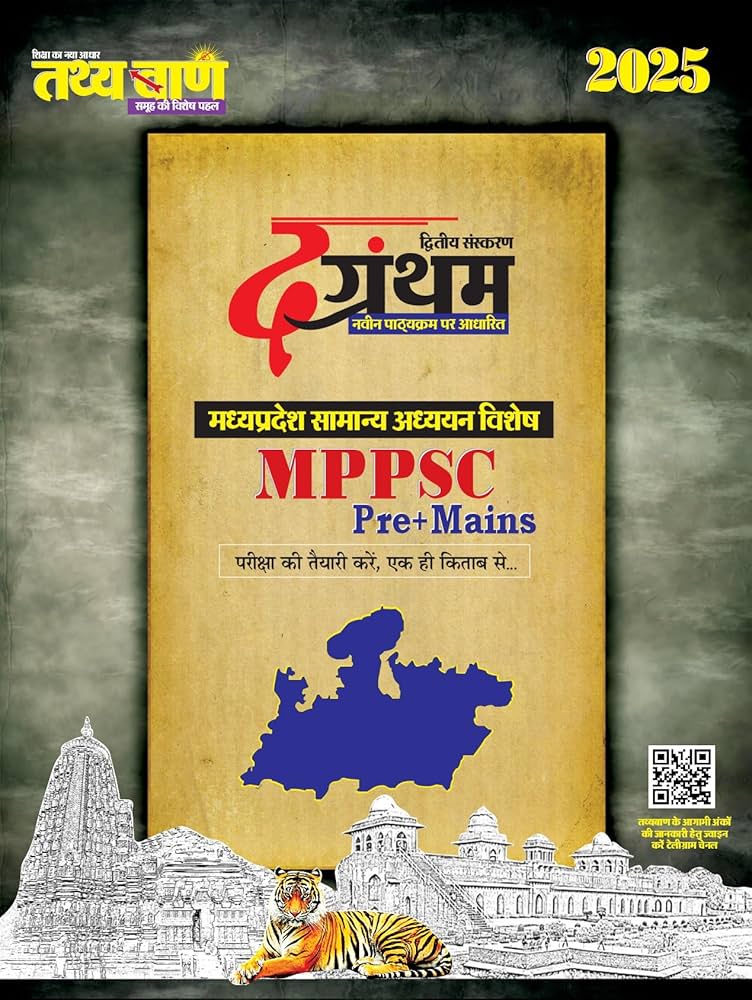 शिक्षा का नया आधार
तथ्य बाण
समूह की विशेष पहल
2025
द्वितीय संस्करण
द ग्रंथम
नवीन पाठ्यक्रम पर आधारित
मध्यप्रदेश सामान्य अध्ययन विशेष
MPPSC
Pre+Mains
परीक्षा की तैयारी करें, एक ही किताब से...
तथ्यबाण के आगामी अंकों
की जानकारी हेतु ज्वाइन
करें टेलीग्राम चेनल